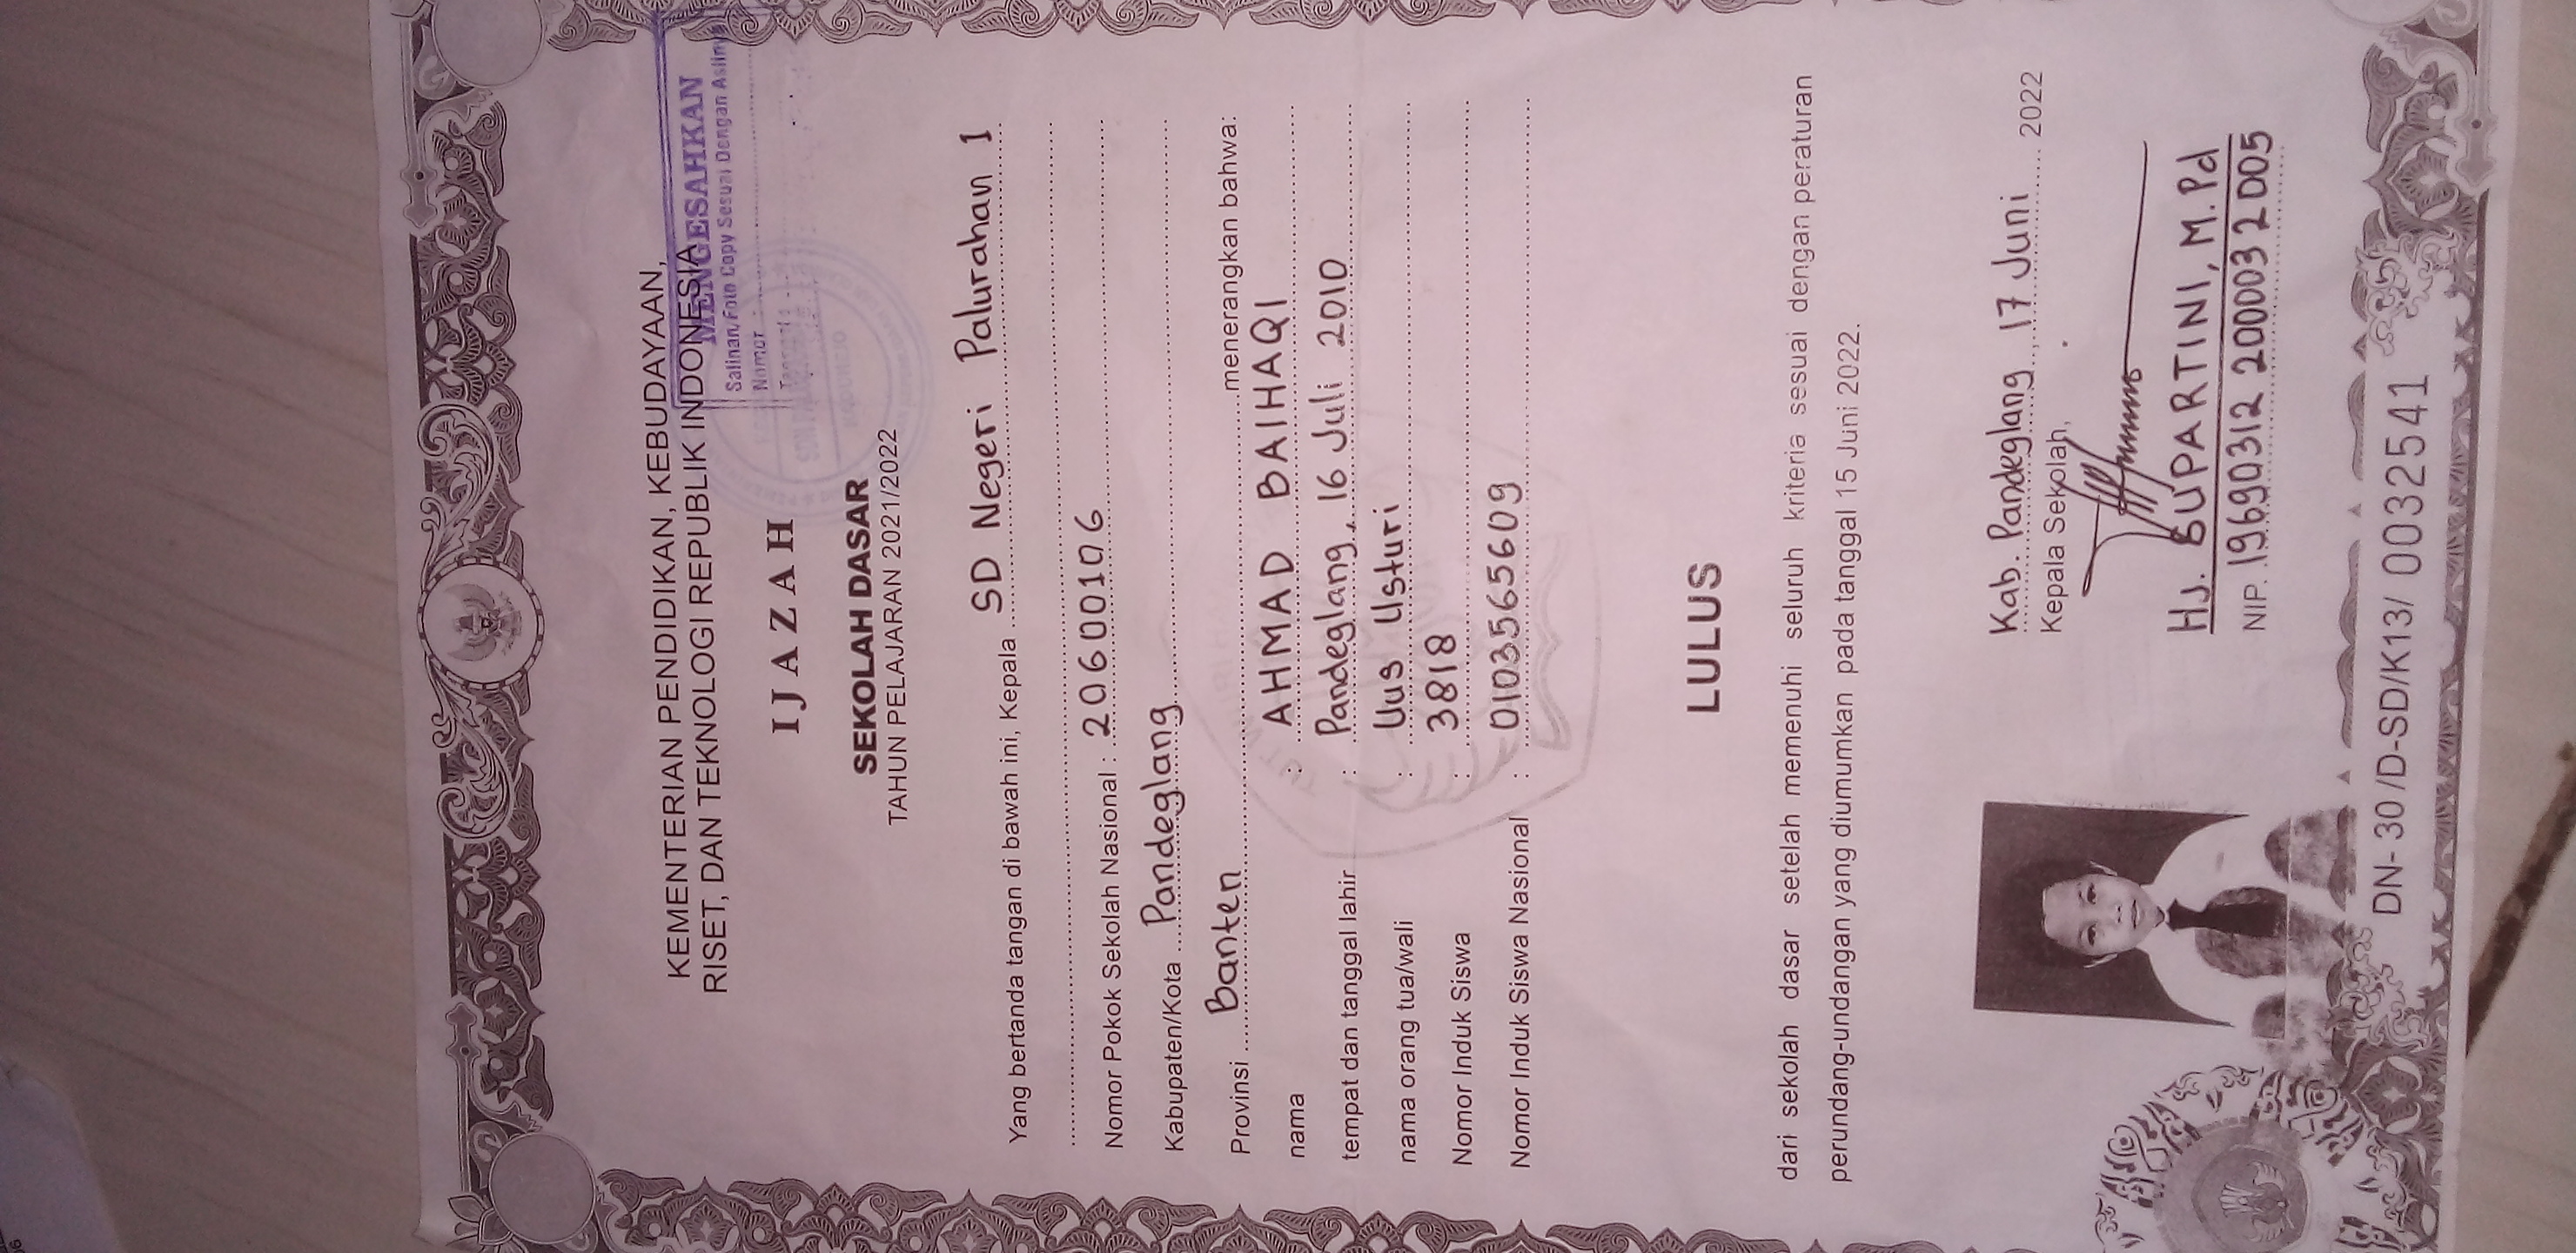 06
KEMENTERIAN PENDIDIKAN, KEBUDAYAAN,
RISET, DAN TEKNOLOGI REPUBLIK INDONESIA
MENGESAHKAN
Salinan/Foto Copy Sesuai Dengan Aslinya
Nomor :
Tanggal :
IJAZAH
SEKOLAH DASAR
TAHUN PELAJARAN 2021/2022
Yang bertanda tangan di bawah ini, Kepala SD Negeri Palurahan 1
Nomor Pokok Sekolah Nasional : 20600106
Kabupaten/Kota Pandeglang
Provinsi Banten menerangkan bahwa:
nama : AHMAD BAIHAQI
tempat dan tanggal lahir : Pandeglang, 16 Juli 2010
nama orang tua/wali : Uus Usturi
Nomor Induk Siswa : 3818
Nomor Induk Siswa Nasional : 0103565609
LULUS
dari sekolah dasar setelah memenuhi seluruh kriteria sesuai dengan peraturan
perundang-undangan yang diumumkan pada tanggal 15 Juni 2022.
Kab. Pandeglang, 17 Juni 2022
Kepala Sekolah,
Hj. SUPARTINI, M.Pd
NIP. 19690312 200003 2 005
DN- 30 /D-SD/K13/ 0032541